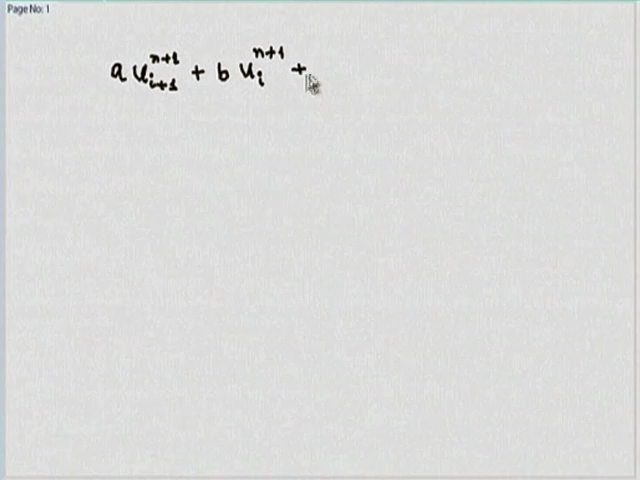 Page No: 1
a u_{i+1}^{n+1} + b u_i^{n+1} +